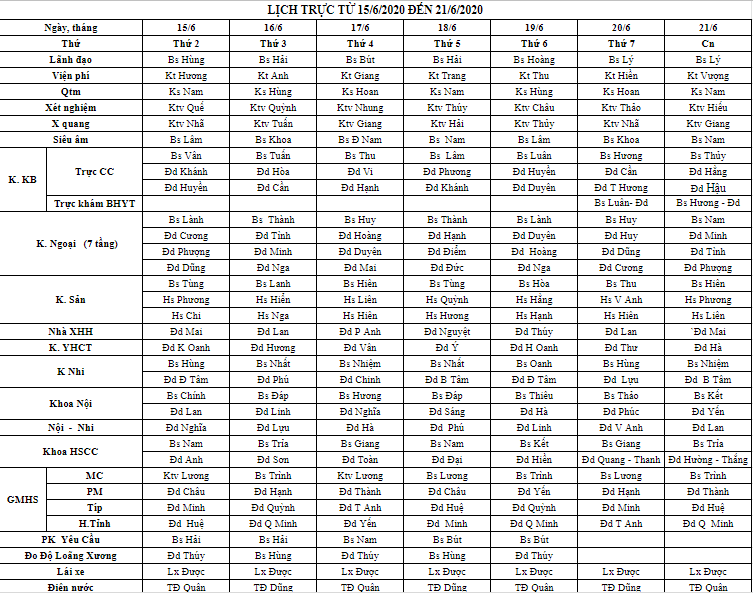 LỊCH TRỰC TỪ 15/6/2020 ĐẾN 21/6/2020
Ngày, tháng 15/6 16/6 17/6 18/6 19/6 20/6 21/6
Thứ Thứ 2 Thứ 3 Thứ 4 Thứ 5 Thứ 6 Thứ 7 Cn
Lãnh đạo Bs Hùng Bs Hải Bs Bút Bs Hải Bs Hoàng Bs Lý Bs Lý
Viện phí Kt Hương Kt Anh Kt Giang Kt Trang Kt Thu Kt Hiền Kt Vượng
Qtm Ks Nam Ks Hùng Ks Hoan Ks Nam Ks Hùng Ks Hoan Ks Nam
Xét nghiệm Ktv Quế Ktv Quỳnh Ktv Nhung Ktv Thúy Ktv Châu Ktv Thảo Ktv Hiếu
X quang Ktv Nhã Ktv Tuấn Ktv Giang Ktv Hải Ktv Thủy Ktv Nhã Ktv Giang
Siêu âm Bs Lâm Bs Khoa Bs Đ Nam Bs Nam Bs Lâm Bs Khoa Bs Nam
K. KB Trực CC Bs Vân Bs Tuấn Bs Thu Bs Lâm Bs Luân Bs Hương Bs Thủy
Đd Khánh Đd Hòa Đd Vi Đd Phương Đd Huyền Đd Cần Đd Hằng
Đd Huyền Đd Cần Đd Hạnh Đd Khánh Đd Duyên Đd T Hương Đd Hậu
Trực khám BHYT Bs Luân- Đd Bs Hương - Đd
K. Ngoại (7 tầng) Bs Lành Bs Thành Bs Huy Bs Thành Bs Lành Bs Huy Bs Nam
Đd Cương Đd Tính Đd Hoàng Đd Hạnh Đd Duyên Đd Huy Đd Minh
Đd Phượng Đd Minh Đd Duyên Đd Điểm Đd Hoàng Đd Dũng Đd Tính
Đd Dũng Đd Nga Đd Mai Đd Đức Đd Nga Đd Cương Đd Phượng
K. Sản Bs Tùng Bs Lanh Bs Hiên Bs Tùng Bs Hòa Bs Thu Bs Hiên
Hs Phương Hs Hiền Hs Liên Hs Quỳnh Hs Hằng Hs V Anh Hs Phương
Hs Chi Hs Nga Hs Hiên Hs Hương Hs Hạnh Hs Hiên Hs Liên
Nhà XHH Đd Mai Đd Lan Đd P Anh Đd Nguyệt Đd Thủy Đd Lan `Đd Mai
K. YHCT Đd K Oanh Đd Hương Đd Vân Đd Ý Đd H Oanh Đd Thư Đd Hà
K Nhi Bs Hùng Bs Nhất Bs Nhiệm Bs Nhất Bs Oanh Bs Hùng Bs Nhiệm
Đd Đ Tâm Đd Phú Đd Chinh Đd B Tâm Đd Đ Tâm Đd Lựu Đd B Tâm
Khoa Nội Bs Chính Bs Đáp Bs Hương Bs Đáp Bs Thiêu Bs Thảo Bs Kết
Đd Lan Đd Linh Đd Nghĩa Đd Sáng Đd Hà Đd Phúc Đd Yến
Nội - Nhi Đd Nghĩa Đd Lựu Đd Hà Đd Phú Đd Linh Đd V Anh Đd Lan
Khoa HSCC Bs Nam Bs Tría Bs Giang Bs Nam Bs Kết Bs Giang Bs Tría
Đd Anh Đd Sơn Đd Toàn Đd Đại Đd Hiền Đd Quang - Thanh Đd Hường - Thắng
GMHS MC Ktv Lương Bs Trình Ktv Lương Bs Lương Bs Trình Bs Lương Bs Trình
PM Đd Châu Đd Hạnh Đd Thành Đd Châu Đd Yến Đd Hạnh Đd Thành
Típ Đd Minh Đd Quỳnh Đd T Anh Đd Huệ Đd Quỳnh Đd Minh Đd Huệ
H.Tỉnh Đd Huệ Đd Q Minh Đd Yến Đd Minh Đd Q Minh Đd T Anh Đd Q Minh
PK Yêu Cầu Bs Hải Bs Hải Bs Nam Bs Bút Bs Bút
Đo Độ Loãng Xương Đd Thúy Bs Hùng Đd Thúy Bs Hùng Đd Thúy
Lái xe Lx Được Lx Được Lx Được Lx Được Lx Được Lx Được Lx Được
Điện nước TĐ Quân TĐ Dũng TĐ Quân TĐ Dũng TĐ Quân TĐ Dũng TĐ Quân